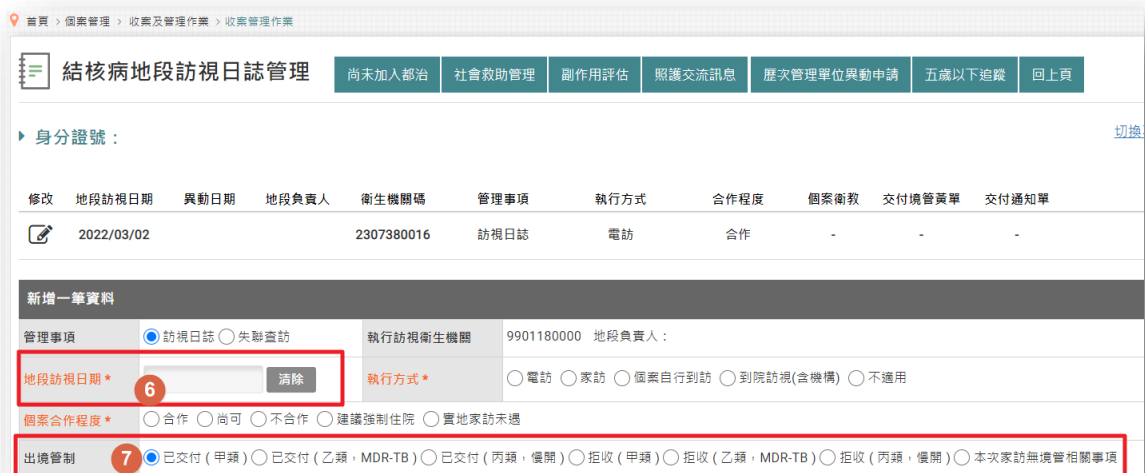 首頁 > 個案管理 > 收案及管理作業 > 收案管理作業
結核病地段訪視日誌管理 尚未加入都治 社會救助管理 副作用評估 照護交流訊息 歷次管理單位異動申請 五歲以下追蹤 回上頁
身分證號：
切換
修改 地段訪視日期 異動日期 地段負責人 衛生機關碼 管理事項 執行方式 合作程度 個案衛教 交付境管黃單 交付通知單
2022/03/02 2307380016 訪視日誌 電訪 合作 - - -
新增一筆資料
管理事項 訪視日誌 失聯查訪 執行訪視衛生機關 9901180000 地段負責人：
地段訪視日期* 6 清除 執行方式* 電訪 家訪 個案自行到訪 到院訪視(含機構) 不適用
個案合作程度* 合作 尚可 不合作 建議強制住院 實地家訪未遇
出境管制 7 已交付 ( 甲類 ) 已交付 ( 乙類，MDR-TB ) 已交付 ( 丙類，慢開 ) 拒收 ( 甲類 ) 拒收 ( 乙類，MDR-TB ) 拒收 ( 丙類，慢開 ) 本次家訪無境管相關事項